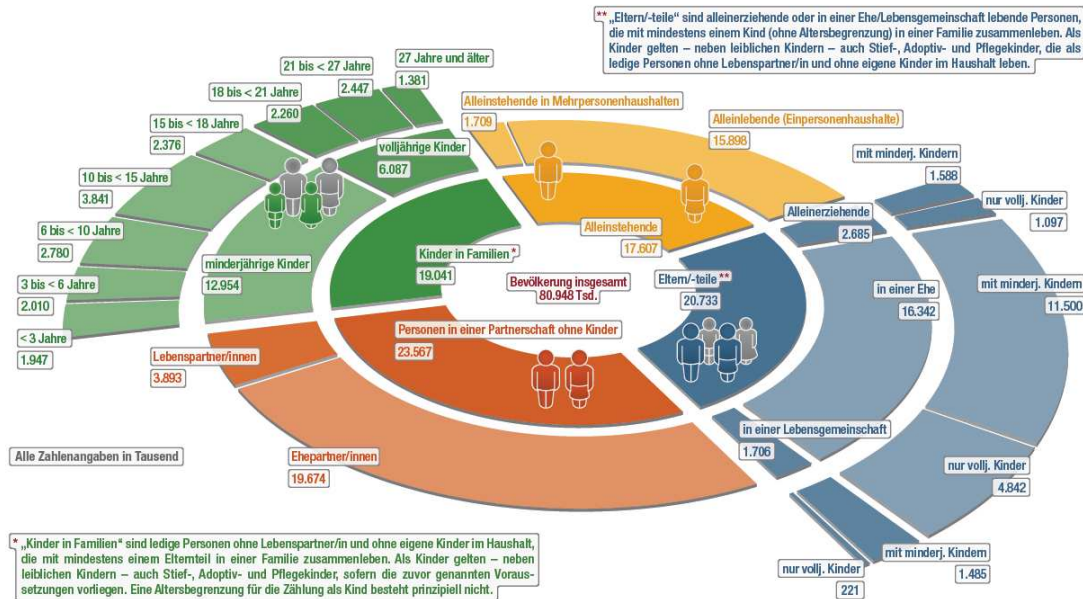 ** „Eltern/-teile“ sind alleinerziehende oder in einer Ehe/Lebensgemeinschaft lebende Personen,
die mit mindestens einem Kind (ohne Altersbegrenzung) in einer Familie zusammenleben. Als
Kinder gelten – neben leiblichen Kindern – auch Stief-, Adoptiv- und Pflegekinder, die als
ledige Personen ohne Lebenspartner/in und ohne eigene Kinder im Haushalt leben.
27 Jahre und älter
1.381
21 bis < 27 Jahre
2.447
18 bis < 21 Jahre
2.260
15 bis < 18 Jahre
2.376
10 bis < 15 Jahre
3.841
6 bis < 10 Jahre
2.780
3 bis < 6 Jahre
2.010
< 3 Jahre
1.947
volljährige Kinder
6.087
minderjährige Kinder
12.954
Kinder in Familien *
19.041
Alleinstehende in Mehrpersonenhaushalten
1.709
Alleinlebende (Einpersonenhaushalte)
15.898
Alleinstehende
17.607
Bevölkerung insgesamt
80.948 Tsd.
Eltern/-teile **
20.733
Alleinerziehende
2.685
mit minderj. Kindern
1.588
nur vollj. Kinder
1.097
in einer Ehe
16.342
mit minderj. Kindern
11.500
nur vollj. Kinder
4.842
in einer Lebensgemeinschaft
1.706
mit minderj. Kindern
1.485
nur vollj. Kinder
221
Personen in einer Partnerschaft ohne Kinder
23.567
Lebenspartner/innen
3.893
Ehepartner/innen
19.674
Alle Zahlenangaben in Tausend
* „Kinder in Familien“ sind ledige Personen ohne Lebenspartner/in und ohne eigene Kinder im Haushalt,
die mit mindestens einem Elternteil in einer Familie zusammenleben. Als Kinder gelten – neben
leiblichen Kindern – auch Stief-, Adoptiv- und Pflegekinder, sofern die zuvor genannten Voraus-
setzungen vorliegen. Eine Altersbegrenzung für die Zählung als Kind besteht prinzipiell nicht.